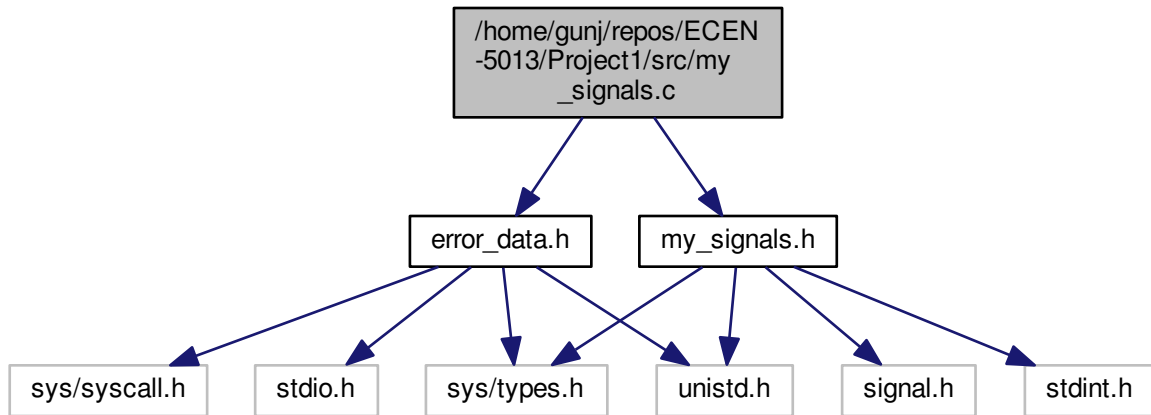 /home/gunj/repos/ECEN
-5013/Project1/src/my
_signals.c
error_data.h
my_signals.h
sys/syscall.h
stdio.h
sys/types.h
unistd.h
signal.h
stdint.h